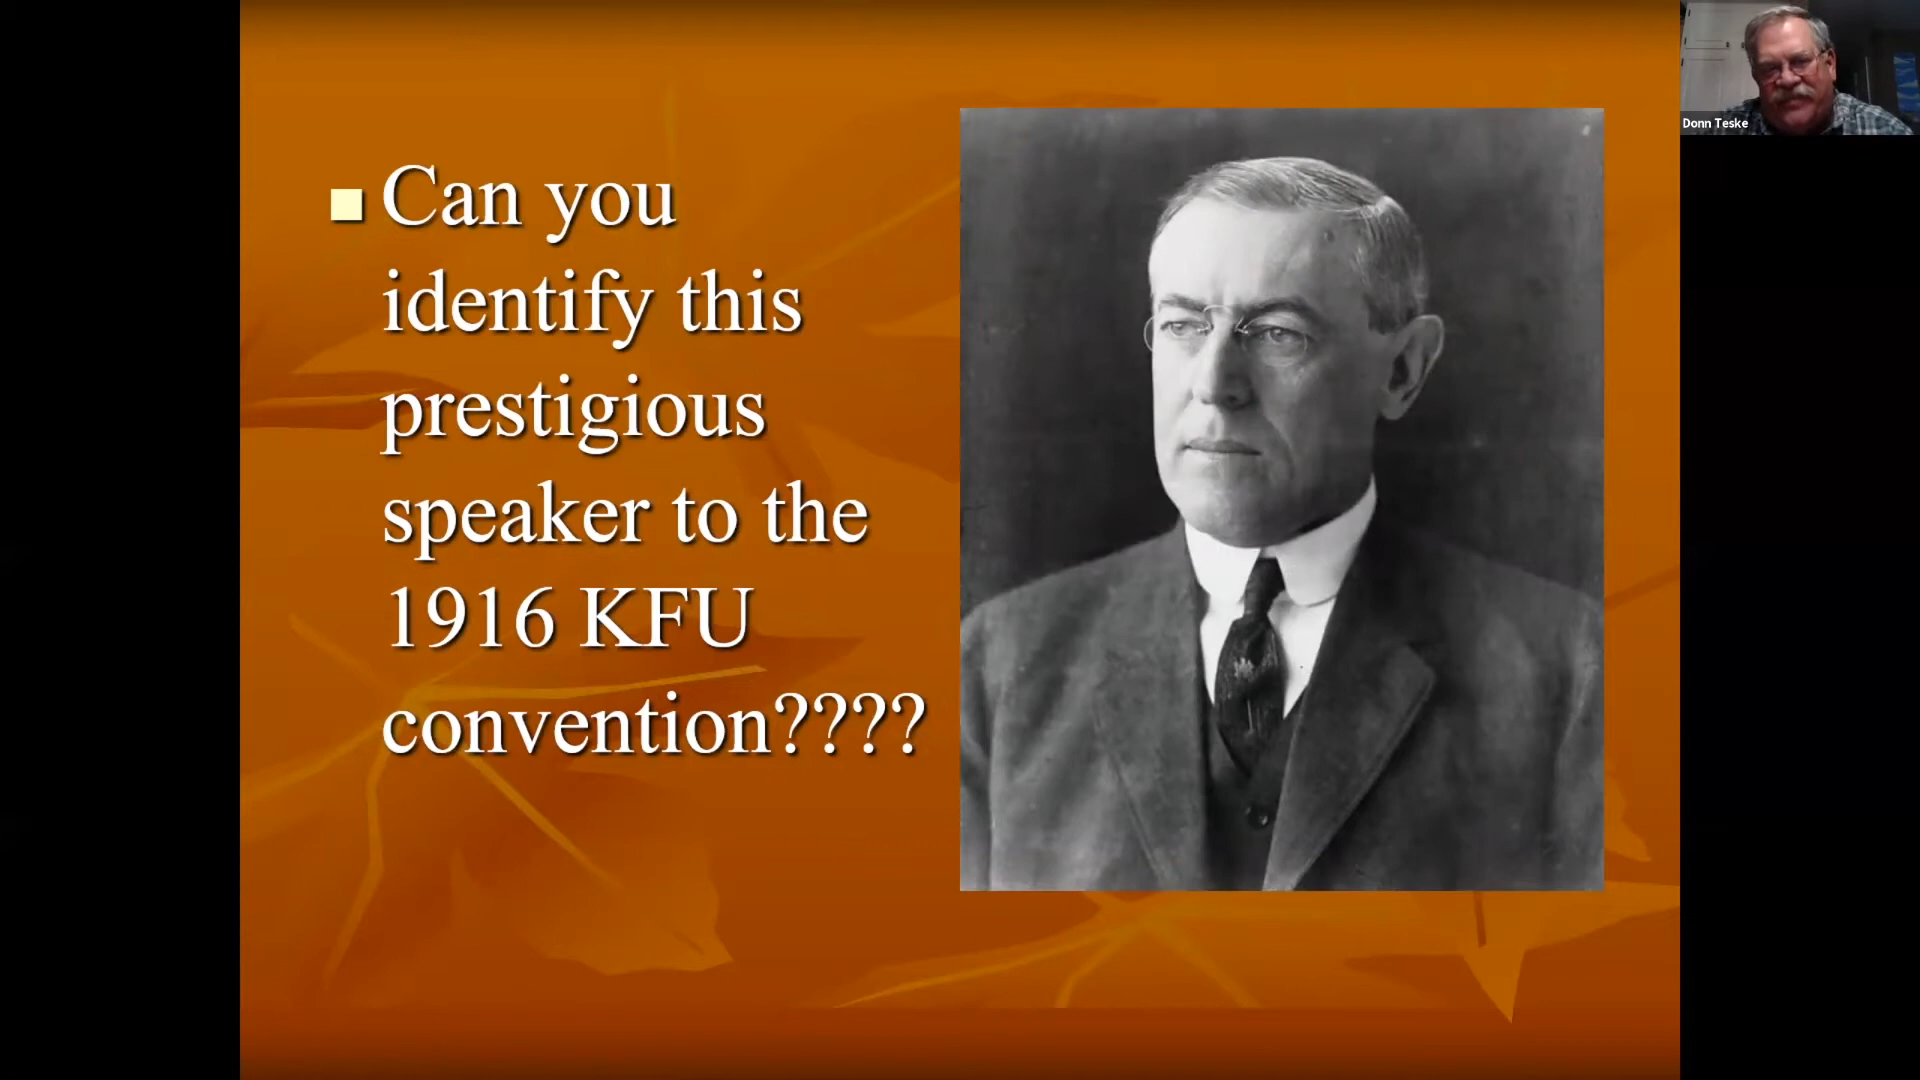 Can you
identify this
prestigious
speaker to the
1916 KFU
convention????
Donn Teske